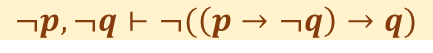 ¬p, ¬q ⊢ ¬((p → ¬q) → q)